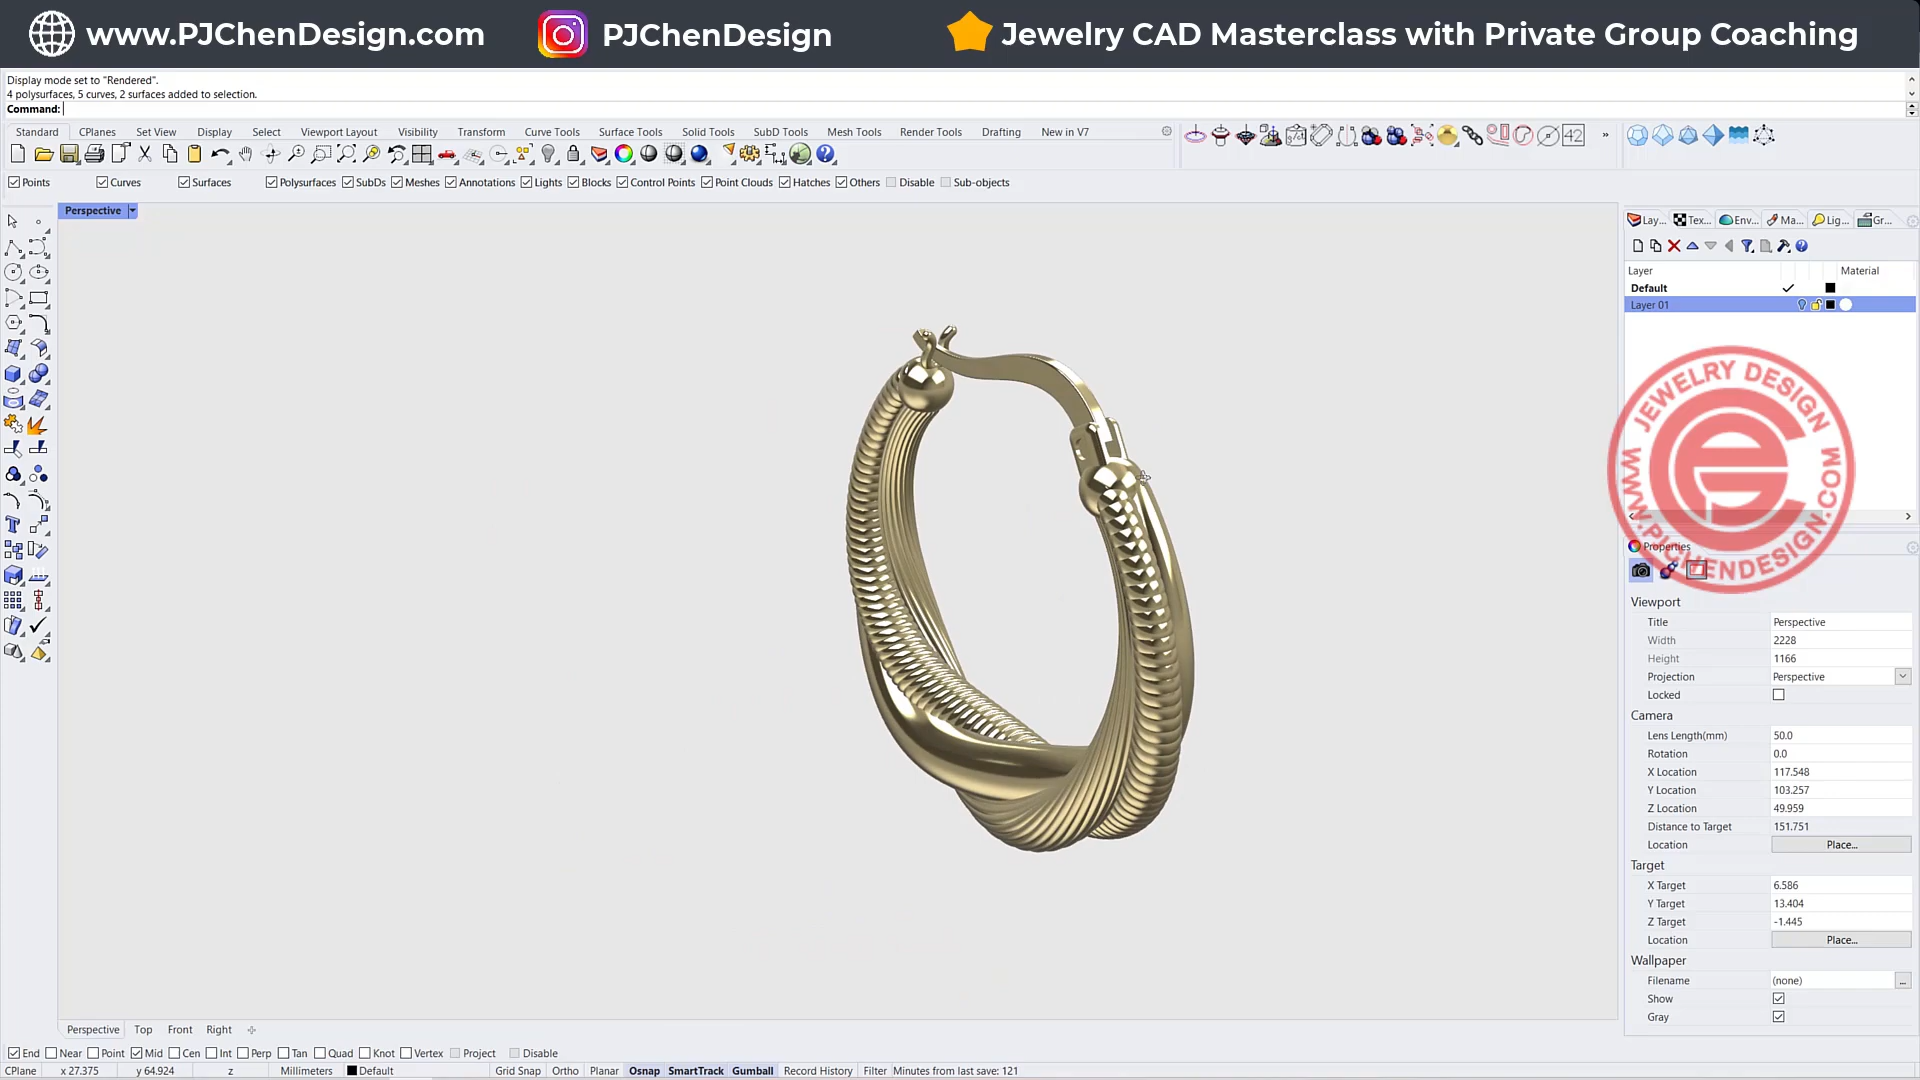 www.PJChenDesign.com
PJChenDesign
Jewelry CAD Masterclass with Private Group Coaching
Display mode set to "Rendered".
4 polysurfaces, 5 curves, 2 surfaces added to selection.
Command:
Standard CPlanes Set View Display Select Viewport Layout Visibility Transform Curve Tools Surface Tools Solid Tools SubD Tools Mesh Tools Render Tools Drafting New in V7
42 »
Points Curves Surfaces Polysurfaces SubDs Meshes Annotations Lights Blocks Control Points Point Clouds Hatches Others Disable Sub-objects
Perspective
Lay... Tex... Env... Ma... Lig... Gr...
Layer Material
Default
Layer 01
JEWELRY DESIGN
WWW.PJCHENDESIGN.COM
Properties
Viewport
Title Perspective
Width 2228
Height 1166
Projection Perspective
Locked
Camera
Lens Length(mm) 50.0
Rotation 0.0
X Location 117.548
Y Location 103.257
Z Location 49.959
Distance to Target 151.751
Location Place...
Target
X Target 6.586
Y Target 13.404
Z Target -1.445
Location Place...
Wallpaper
Filename (none) ...
Show
Gray
Perspective Top Front Right
End Near Point Mid Cen Int Perp Tan Quad Knot Vertex Project Disable
CPlane x 27.375 y 64.924 z Millimeters Default Grid Snap Ortho Planar Osnap SmartTrack Gumball Record History Filter Minutes from last save: 121